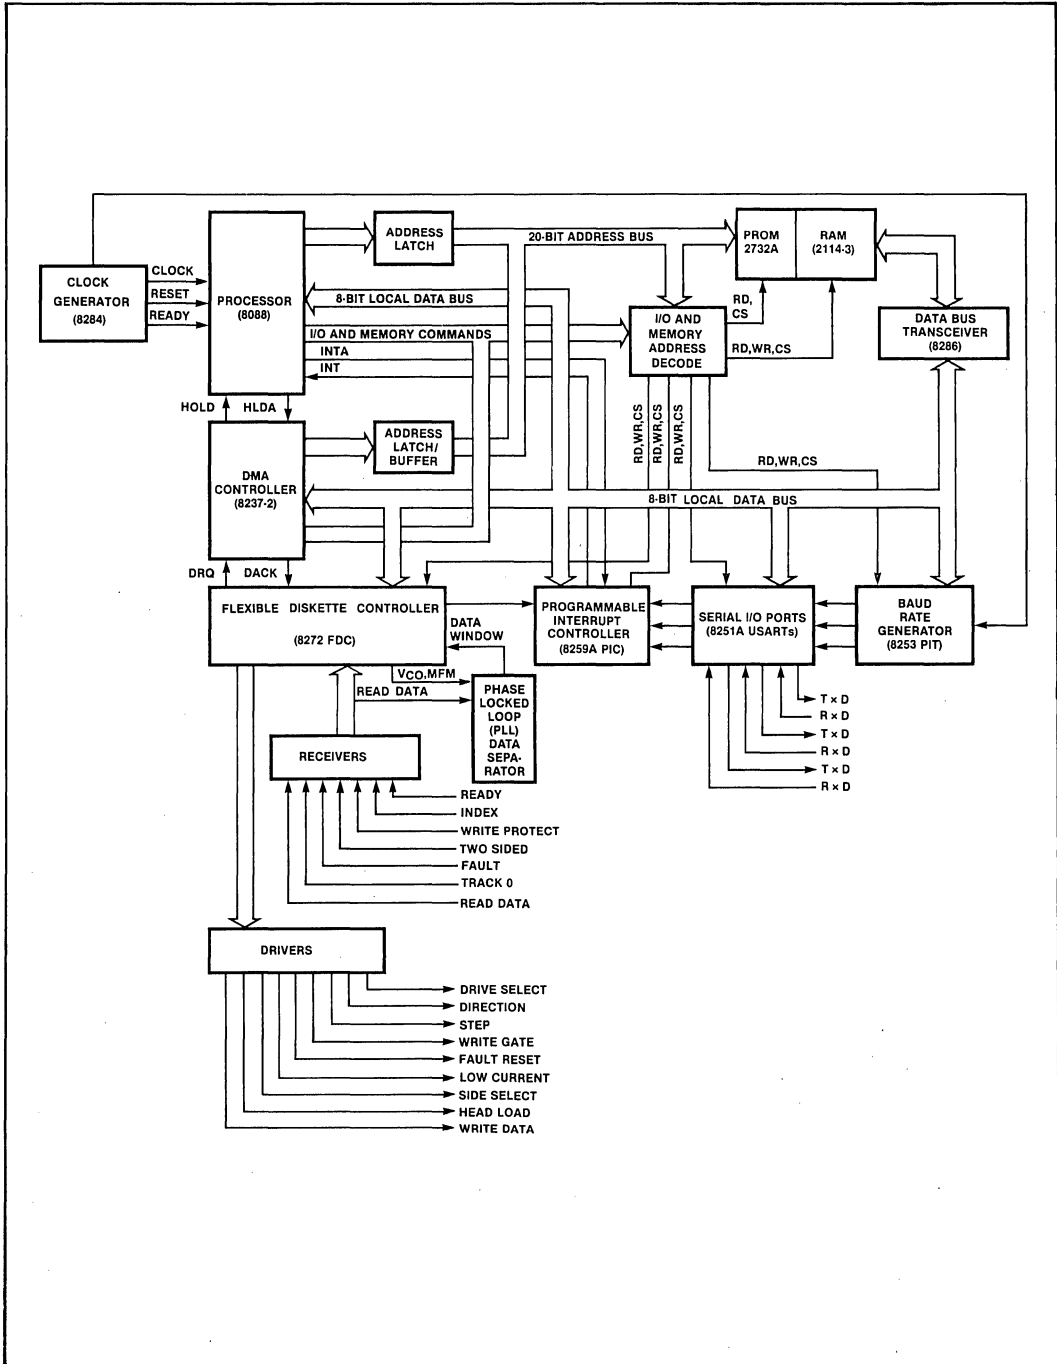 CLOCK
GENERATOR
(8284)
CLOCK
RESET
READY
PROCESSOR
(8088)
ADDRESS
LATCH
20-BIT ADDRESS BUS
PROM
2732A
RAM
(2114-3)
8-BIT LOCAL DATA BUS
I/O AND MEMORY COMMANDS
INTA
INT
I/O AND
MEMORY
ADDRESS
DECODE
RD,
CS
RD,WR,CS
DATA BUS
TRANSCEIVER
(8286)
HOLD
HLDA
DMA
CONTROLLER
(8237-2)
ADDRESS
LATCH/
BUFFER
RD,WR,CS
RD,WR,CS
RD,WR,CS
RD,WR,CS
8-BIT LOCAL DATA BUS
DRQ
DACK
FLEXIBLE DISKETTE CONTROLLER
(8272 FDC)
DATA
WINDOW
PROGRAMMABLE
INTERRUPT
CONTROLLER
(8259A PIC)
SERIAL I/O PORTS
(8251A USARTs)
BAUD
RATE
GENERATOR
(8253 PIT)
VCO,MFM
READ DATA
PHASE
LOCKED
LOOP
(PLL)
DATA
SEPA-
RATOR
T x D
R x D
T x D
R x D
T x D
R x D
RECEIVERS
READY
INDEX
WRITE PROTECT
TWO SIDED
FAULT
TRACK 0
READ DATA
DRIVERS
DRIVE SELECT
DIRECTION
STEP
WRITE GATE
FAULT RESET
LOW CURRENT
SIDE SELECT
HEAD LOAD
WRITE DATA